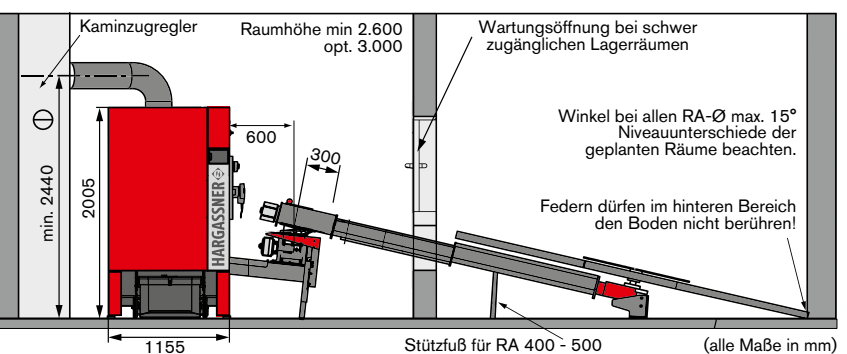 Kaminzugregler
Raumhöhe min 2.600
opt. 3.000
Wartungsöffnung bei schwer
zugänglichen Lagerräumen
Winkel bei allen RA-Ø max. 15°
Niveauunterschiede der
geplanten Räume beachten.
600
300
min. 2440
2005
HARGASSNER
Federn dürfen im hinteren Bereich
den Boden nicht berühren!
1155
Stützfuß für RA 400 - 500
(alle Maße in mm)